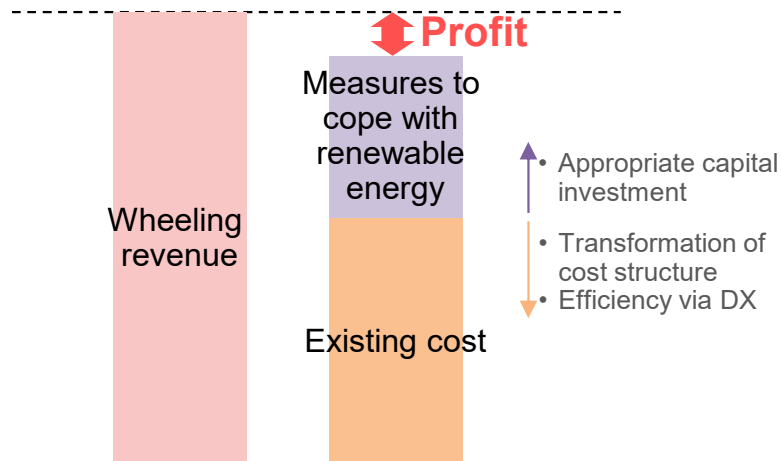 Profit
Measures to
cope with
renewable
energy
Wheeling
revenue
Existing cost
• Appropriate capital
investment
• Transformation of
cost structure
• Efficiency via DX